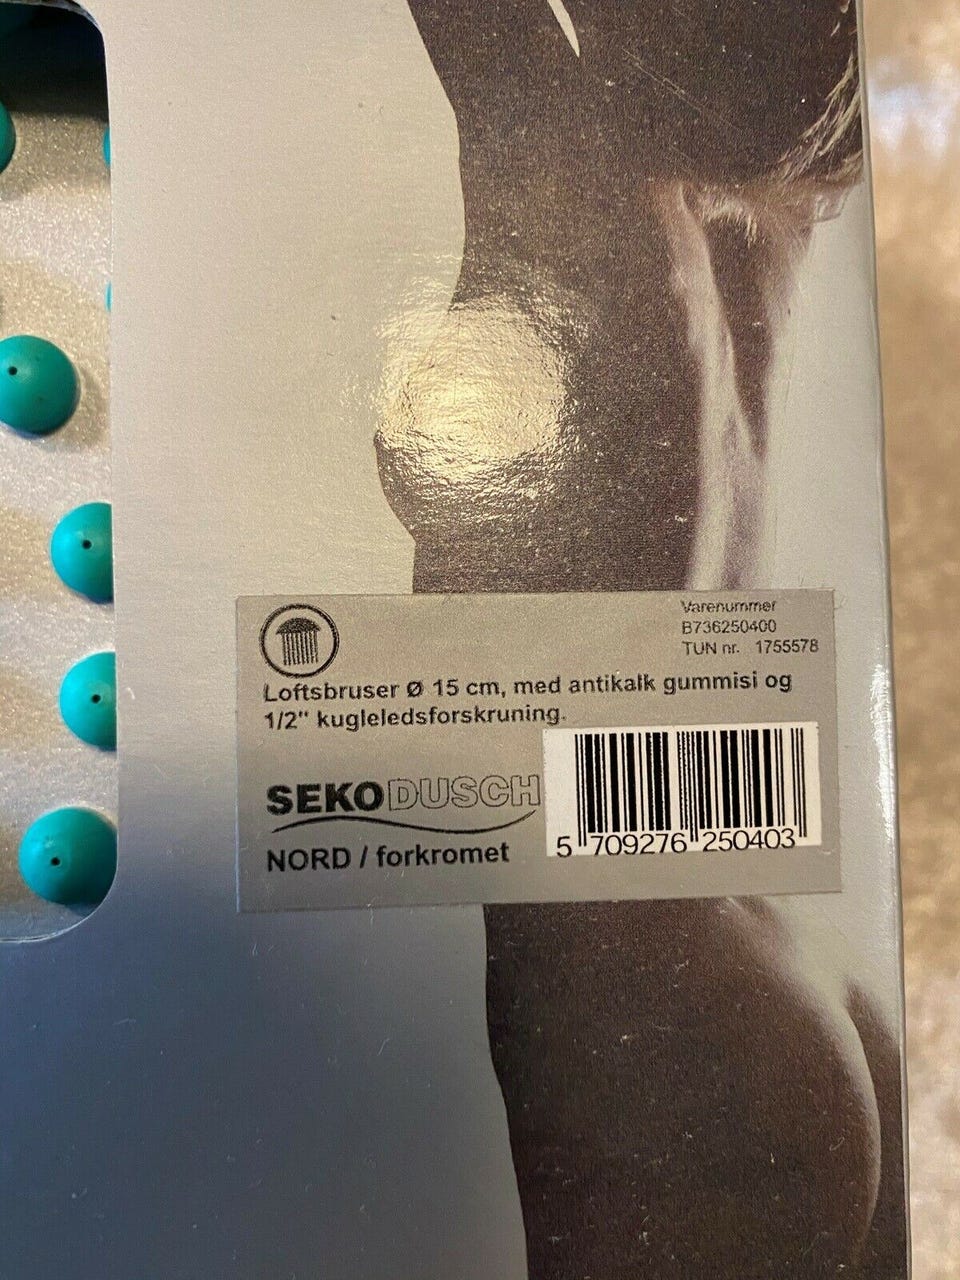 Varenummer
B736250400
TUN nr. 1755578
Loftsbruser Ø 15 cm, med antikalk gummisi og
1/2" kugleledsforskruning.
SEKODUSCH
NORD / forkromet
5 709276 250403